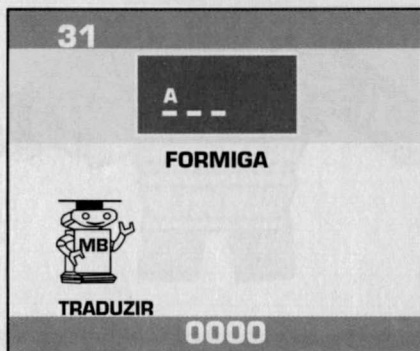 31
A _ _
FORMIGA
MB
TRADUZIR
0000